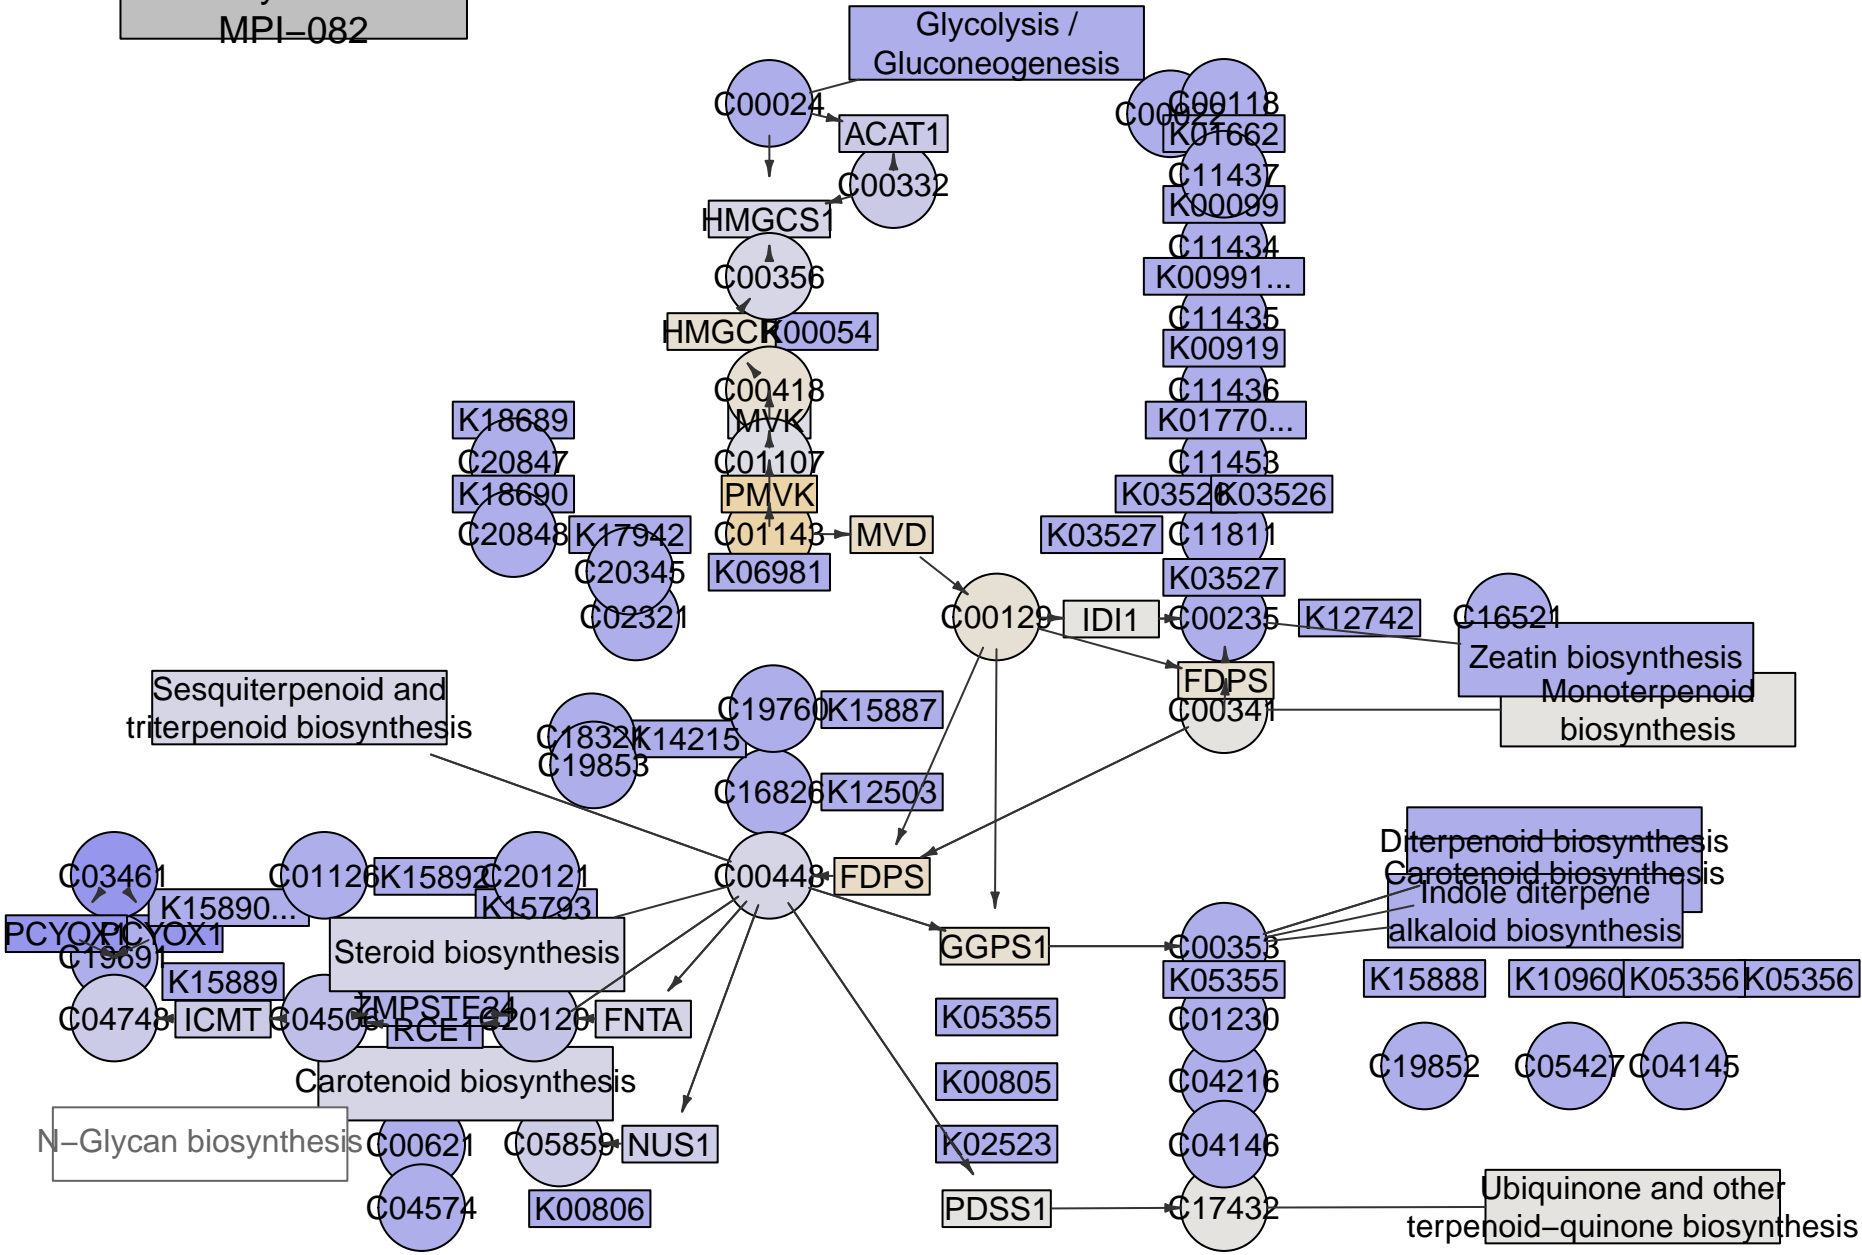 MPI−082
Glycolysis /
Gluconeogenesis
C00024
C00022
C00118
K01662
ACAT1
C00332
C11437
K00099
HMGCS1
C11434
C00356
K00991...
C11435
HMGCR
K00054
K00919
C00418
C11436
K18689
MVK
K01770...
C20847
C01107
C11453
K18690
PMVK
K03526
K03526
C20848
K17942
C01143
MVD
K03527
C11811
C20345
K06981
K03527
C02321
C00129
IDI1
C00235
K12742
C16521
Zeatin biosynthesis
Sesquiterpenoid and
triterpenoid biosynthesis
FDPS
C00341
Monoterpenoid
biosynthesis
C19760
K15887
C18324
K14215
C19853
C16826
K12503
Diterpenoid biosynthesis
Carotenoid biosynthesis
Indole diterpene
alkaloid biosynthesis
C03461
C01126
K15892
C20121
C00448
FDPS
K15890...
K15793
PCYOX1
PCYOX1
C19691
Steroid biosynthesis
GGPS1
C00353
K15889
K05355
K15888
K10960
K05356
K05356
C04748
ICMT
ZMPSTE24
RCE1
FNTA
K05355
C01230
C19852
C05427
C04145
Carotenoid biosynthesis
K00805
C04216
N−Glycan biosynthesis
C00621
C05859
NUS1
K02523
C04146
C04574
K00806
PDSS1
C17432
Ubiquinone and other
terpenoid−quinone biosynthesis